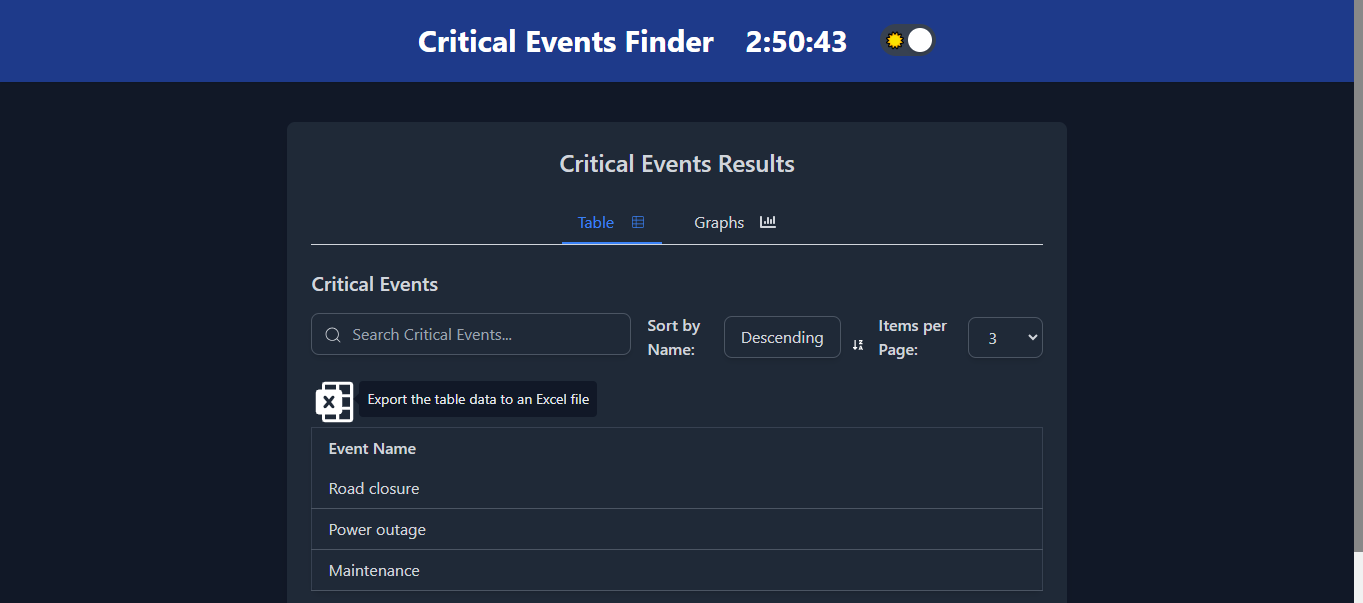 Critical Events Finder 2:50:43
Critical Events Results
Table Graphs
Critical Events
Search Critical Events...
Sort by
Name:
Descending
Items per
Page:
3
Export the table data to an Excel file
Event Name
Road closure
Power outage
Maintenance